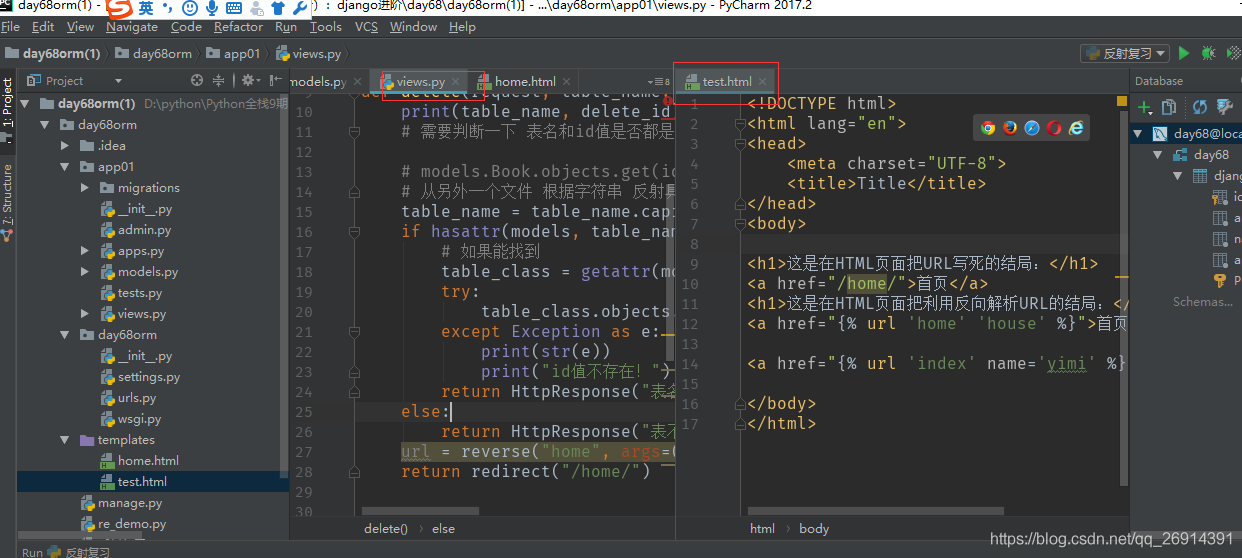 day68orm(1) - 英 : django进阶\day68\day68orm(1)] - ...\day68orm\app01\views.py - PyCharm 2017.2
File Edit View Navigate Code Refactor Run Tools VCS Window Help
day68orm(1) day68orm app01 views.py 反射复习
Project models.py views.py home.html 8 test.html Database
1: Project
7: Structure
day68orm(1) D:\python\Python全栈9期
day68orm
.idea
app01
migrations
__init__.py
admin.py
apps.py
models.py
tests.py
views.py
day68orm
__init__.py
settings.py
urls.py
wsgi.py
templates
home.html
test.html
manage.py
re_demo.py
9 def delete(request, table_name,
10 print(table_name, delete_id
11 # 需要判断一下 表名和id值是否都是
12
13 # models.Book.objects.get(id
14 # 从另外一个文件 根据字符串 反射
15 table_name = table_name.capi
16 if hasattr(models, table_nam
17 # 如果能找到
18 table_class = getattr(mo
19 try:
20 table_class.objects.
21 except Exception as e:
22 print(str(e))
23 print("id值不存在！")
24 return HttpResponse("表名
25 else:
26 return HttpResponse("表不
27 url = reverse("home", args=(
28 return redirect("/home/")
29
30
delete() › else
1 <!DOCTYPE html>
2 <html lang="en">
3 <head>
4 <meta charset="UTF-8">
5 <title>Title</title>
6 </head>
7 <body>
8
9 <h1>这是在HTML页面把URL写死的结局：</h1>
10 <a href="/home/">首页</a>
11 <h1>这是在HTML页面把利用反向解析URL的结局：</
12 <a href="{% url 'home' 'house' %}">首页
13
14 <a href="{% url 'index' name='yimi' %}
15
16 </body>
17 </html>
html › body
day68@loca
day68
djang
id
a
n
a
Schemas...
Run 反射复习
https://blog.csdn.net/qq_26914391